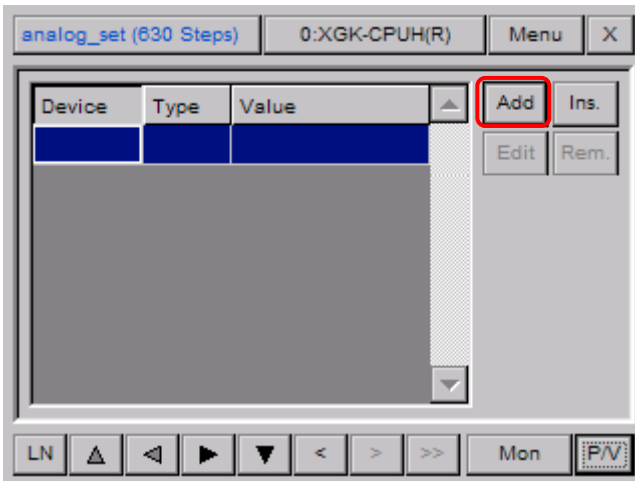 analog_set (630 Steps) 0:XGK-CPUH(R) Menu X
Device Type Value Add Ins.
Edit Rem.
LN < > >> Mon P/V